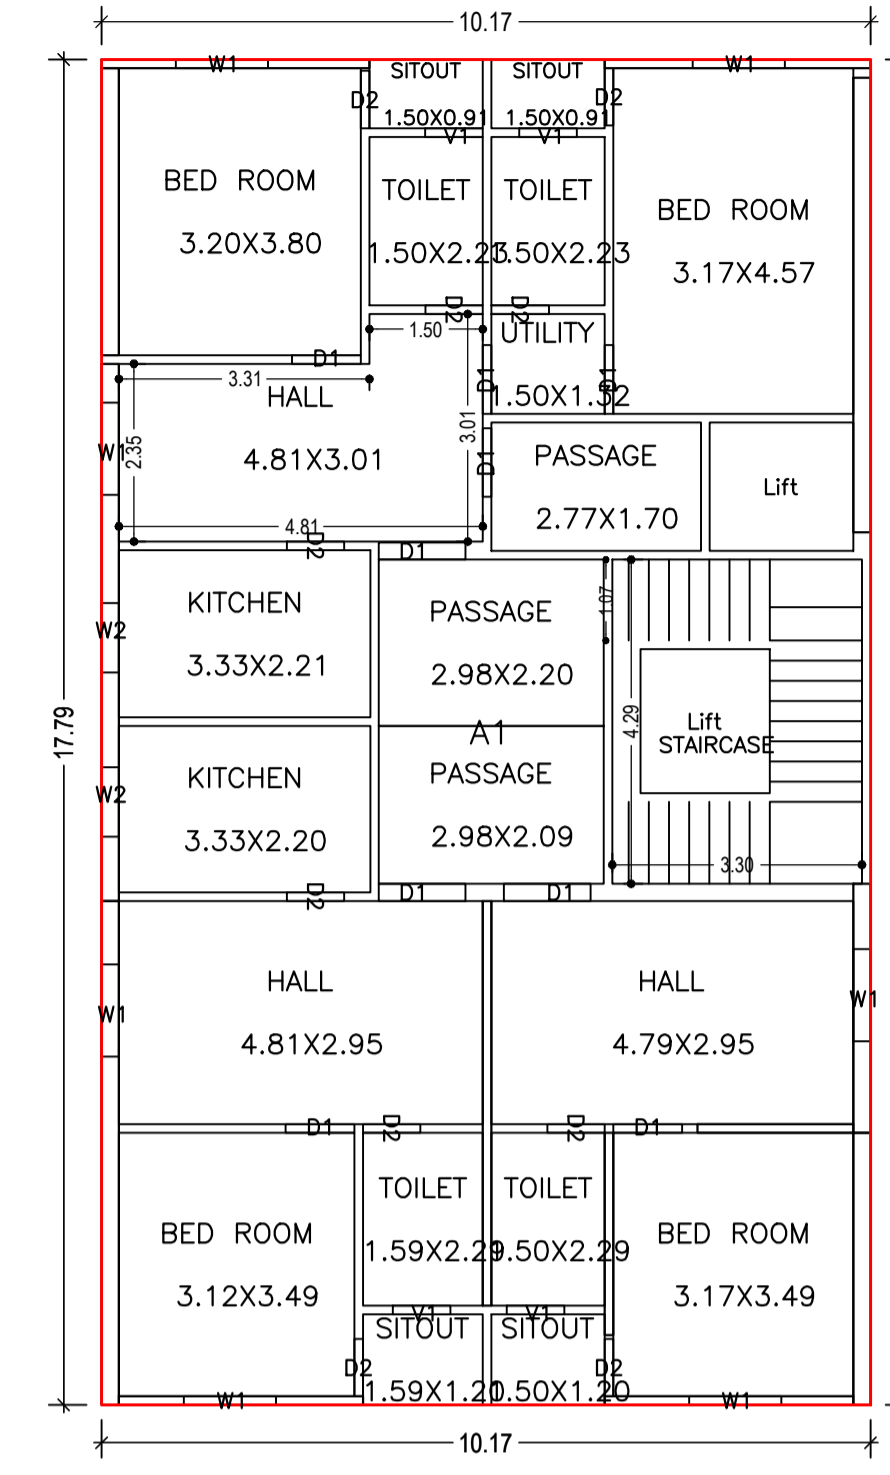 10.17
W1
W1
SITOUT
SITOUT
D2
D2
1.50X0.91
1.50X0.91
V1
V1
BED ROOM
3.20X3.80
TOILET
TOILET
BED ROOM
3.17X4.57
1.50X2.23
1.50X2.23
D2
D2
1.50
UTILITY
1.50X1.32
D1
D1
D1
3.31
HALL
4.81X3.01
2.35
3.01
W1
D1
PASSAGE
2.77X1.70
Lift
4.81
D2
D1
KITCHEN
3.33X2.21
W2
PASSAGE
2.98X2.20
1.07
4.29
17.79
A1
Lift
STAIRCASE
KITCHEN
3.33X2.20
W2
PASSAGE
2.98X2.09
3.30
D2
D1
D1
HALL
4.81X2.95
HALL
4.79X2.95
W1
W1
D1
D2
D2
D1
TOILET
TOILET
BED ROOM
3.12X3.49
1.59X2.29
1.50X2.29
BED ROOM
3.17X3.49
V1
V1
SITOUT
SITOUT
D2
D2
1.59X1.20
1.50X1.20
W1
W1
10.17